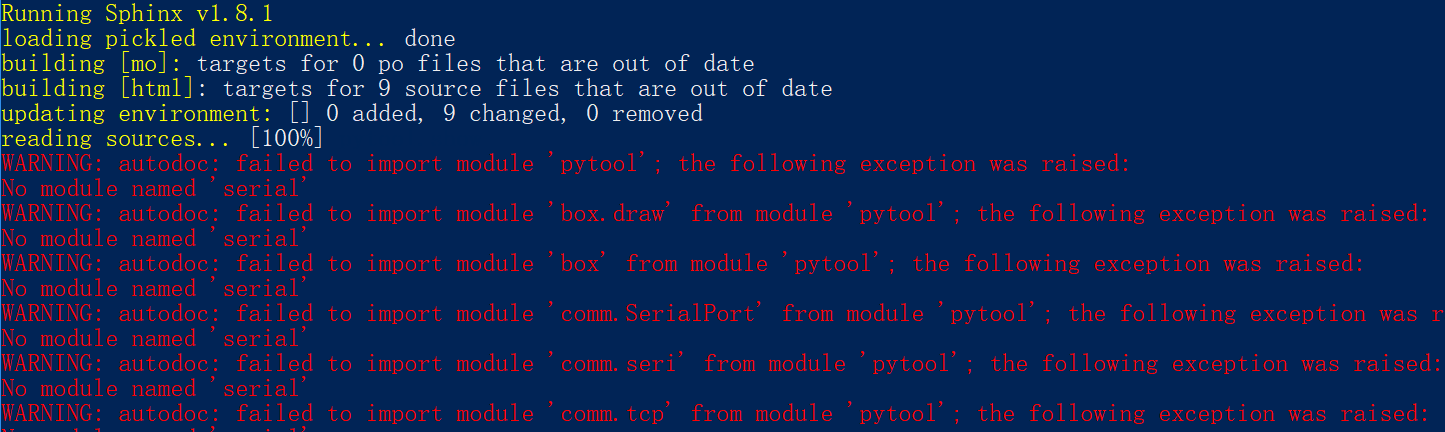 Running Sphinx v1.8.1
loading pickled environment... done
building [mo]: targets for 0 po files that are out of date
building [html]: targets for 9 source files that are out of date
updating environment: [] 0 added, 9 changed, 0 removed
reading sources... [100%]
WARNING: autodoc: failed to import module 'pytool'; the following exception was raised:
No module named 'serial'
WARNING: autodoc: failed to import module 'box.draw' from module 'pytool'; the following exception was raised:
No module named 'serial'
WARNING: autodoc: failed to import module 'box' from module 'pytool'; the following exception was raised:
No module named 'serial'
WARNING: autodoc: failed to import module 'comm.SerialPort' from module 'pytool'; the following exception was r
No module named 'serial'
WARNING: autodoc: failed to import module 'comm.seri' from module 'pytool'; the following exception was raised:
No module named 'serial'
WARNING: autodoc: failed to import module 'comm.tcp' from module 'pytool'; the following exception was raised: